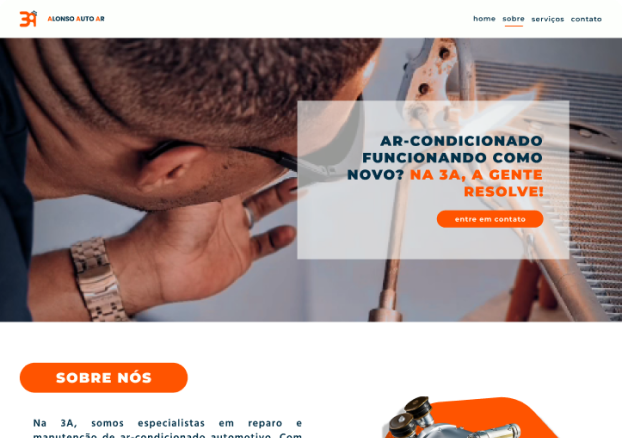 3A ALONSO AUTO AR
home sobre serviços contato
AR-CONDICIONADO
FUNCIONANDO COMO
NOVO? NA 3A, A GENTE
RESOLVE!
entre em contato
SOBRE NÓS
Na 3A, somos especialistas em reparo e
manutenção de ar-condicionado automotivo. Com